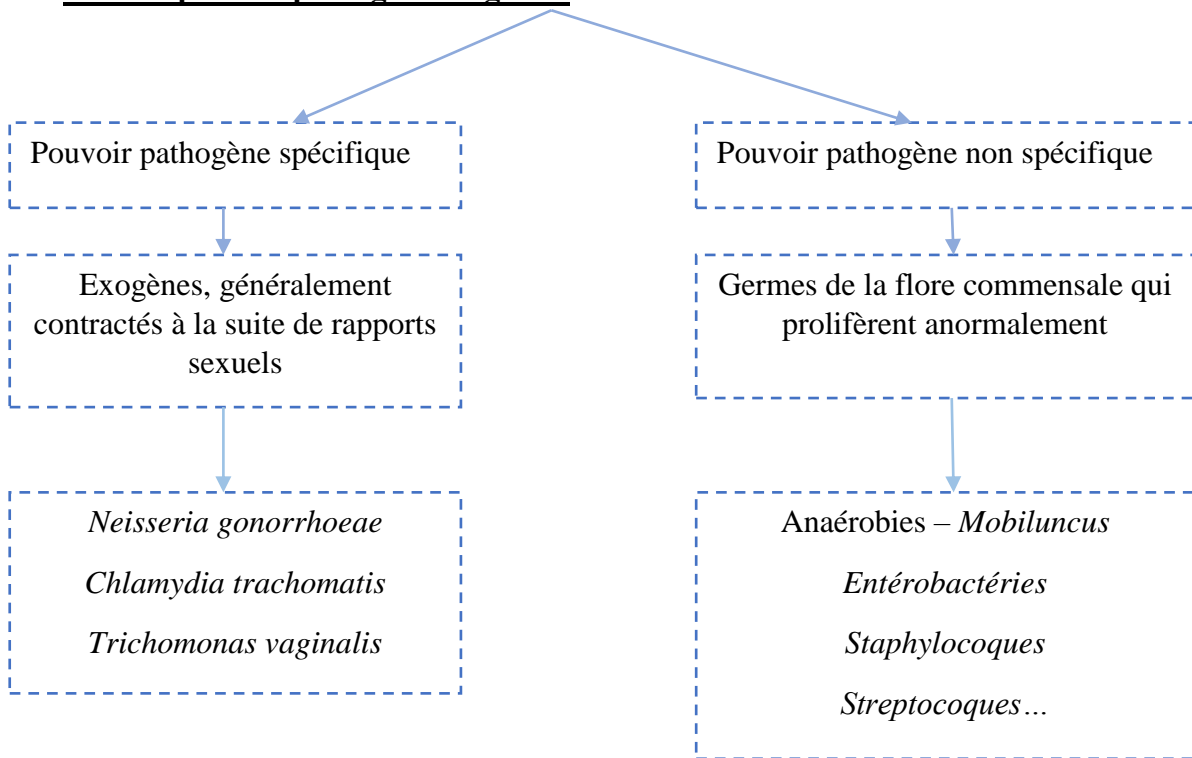 Pouvoir pathogène spécifique
Pouvoir pathogène non spécifique
Exogènes, généralement
contractés à la suite de rapports
sexuels
Germes de la flore commensale qui
prolifèrent anormalement
Neisseria gonorrhoeae
Chlamydia trachomatis
Trichomonas vaginalis
Anaérobies – Mobiluncus
Entérobactéries
Staphylocoques
Streptocoques…